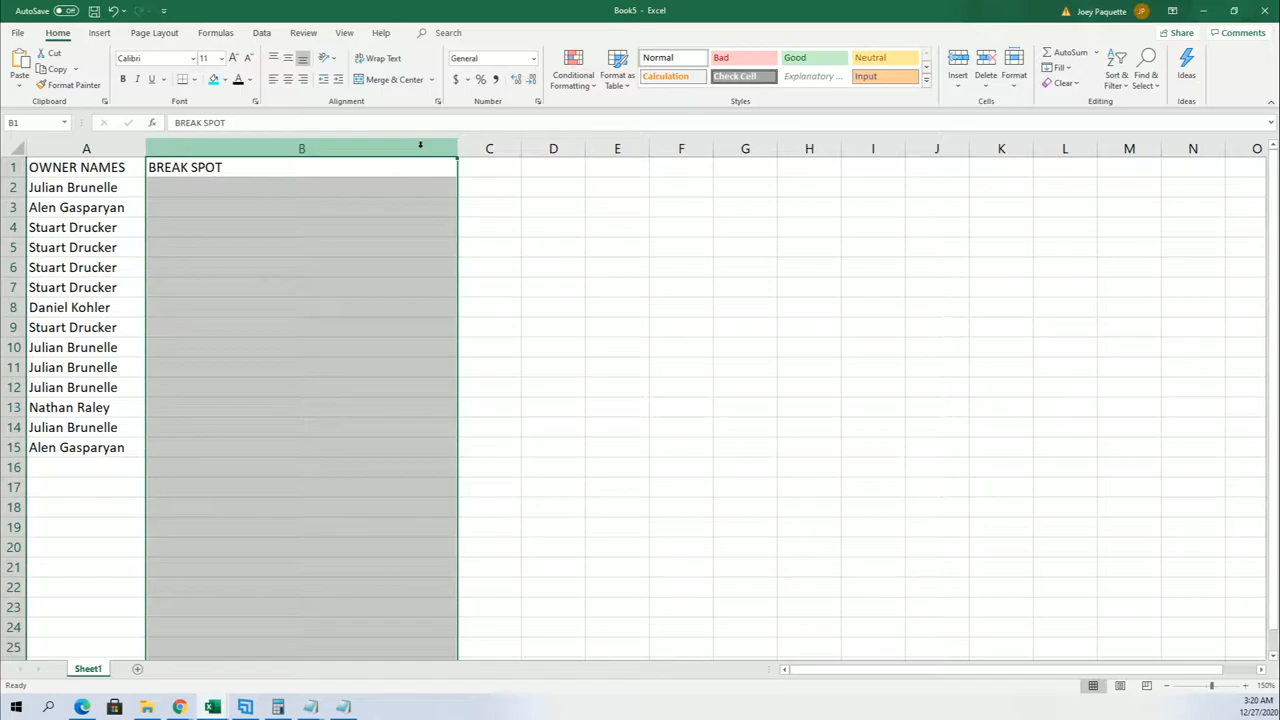 AutoSave Off Book5 - Excel Joey Paquette JP
File Home Insert Page Layout Formulas Data Review View Help Search Share Comments
Paste Cut Copy Format Painter Clipboard
Calibri 11 B I U A Font
Wrap Text Merge & Center Alignment
General $ % , Number
Conditional Formatting Format as Table
Normal Bad Good Neutral
Calculation Check Cell Explanatory ... Input
Styles
Insert Delete Format Cells
AutoSum Fill Clear Sort & Filter Find & Select Editing
Ideas Ideas
B1 BREAK SPOT
A B C D E F G H I J K L M N O
1 OWNER NAMES BREAK SPOT
2 Julian Brunelle
3 Alen Gasparyan
4 Stuart Drucker
5 Stuart Drucker
6 Stuart Drucker
7 Stuart Drucker
8 Daniel Kohler
9 Stuart Drucker
10 Julian Brunelle
11 Julian Brunelle
12 Julian Brunelle
13 Nathan Raley
14 Julian Brunelle
15 Alen Gasparyan
16
17
18
19
20
21
22
23
24
25
Sheet1
Ready 150%
3:20 AM
12/27/2020